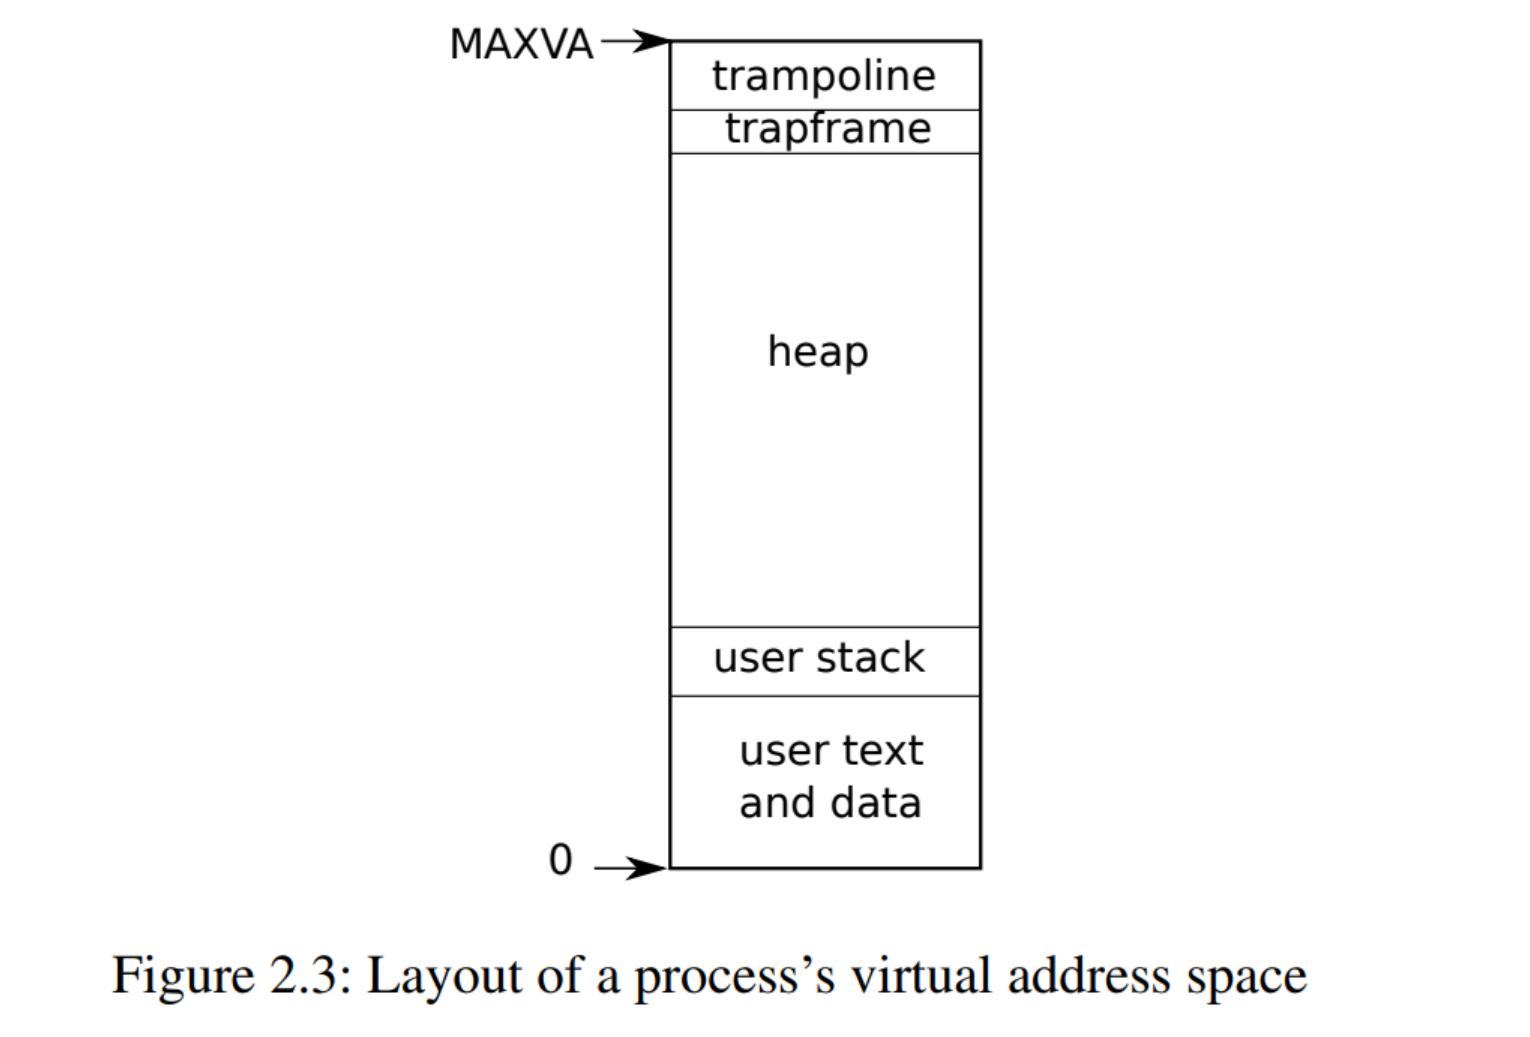 MAXVA
trampoline
trapframe
heap
user stack
user text
and data
0
Figure 2.3: Layout of a process’s virtual address space